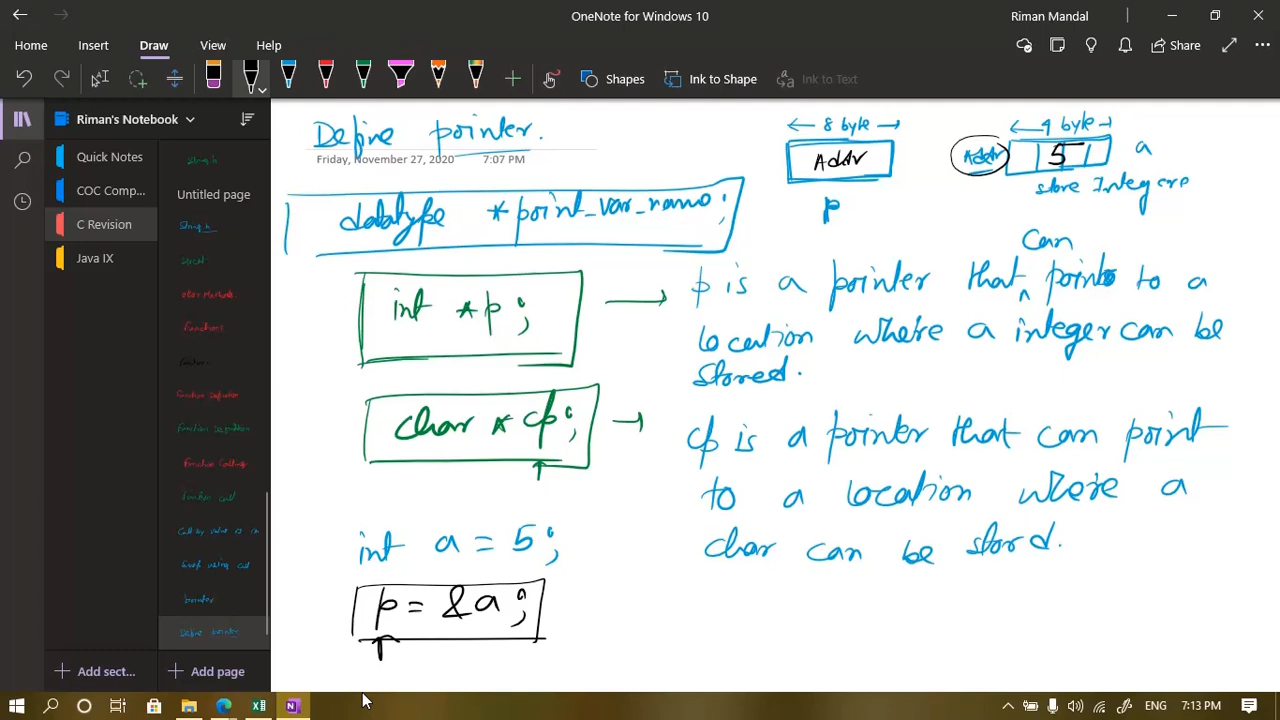 OneNote for Windows 10
Riman Mandal
Home Insert Draw View Help
Share
Shapes
Ink to Shape
Ink to Text
Riman's Notebook
Quick Notes
COC Comp...
C Revision
Java IX
Untitled page
Add sect...
Add page
Define pointer.
Friday, November 27, 2020 7:07 PM
datatype *point_var_name;
int *p;
char * cp;
int a = 5;
p = &a;
8 byte
Addr
p
4 byte
Addr 5 a
store Integers
can
p is a pointer that points to a
location where a integer can be
stored.
cp is a pointer that can point
to a location where a
char can be stord.
ENG 7:13 PM